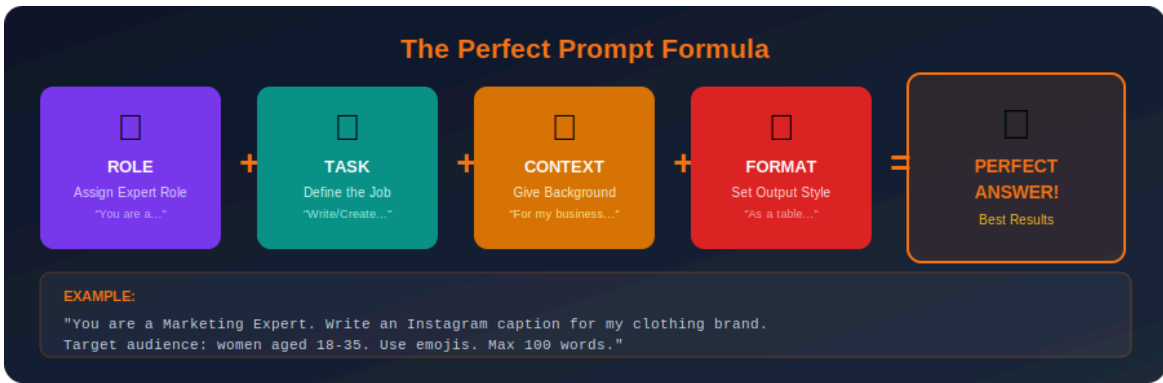 The Perfect Prompt Formula
ROLE
Assign Expert Role
"You are a..."
+
TASK
Define the Job
"Write/Create..."
+
CONTEXT
Give Background
"For my business..."
+
FORMAT
Set Output Style
"As a table..."
=
PERFECT
ANSWER!
Best Results
EXAMPLE:
"You are a Marketing Expert. Write an Instagram caption for my clothing brand.
Target audience: women aged 18-35. Use emojis. Max 100 words."